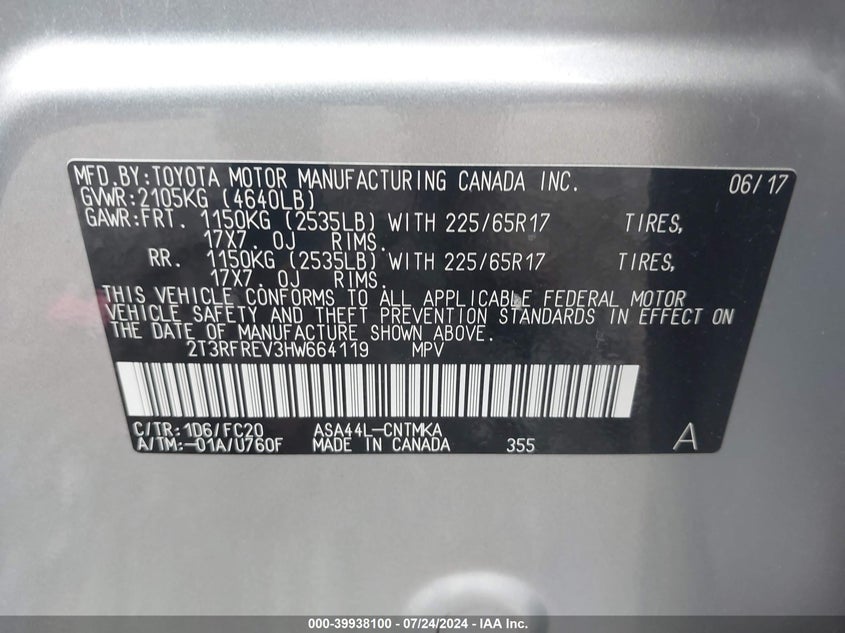 MFD.BY:TOYOTA MOTOR MANUFACTURING CANADA INC. 06/17
GVWR:2105KG (4640LB)
GAWR:FRT. 1150KG (2535LB) WITH 225/65R17 TIRES,
17X7. 0J RIMS.
RR. 1150KG (2535LB) WITH 225/65R17 TIRES,
17X7. 0J RIMS.
THIS VEHICLE CONFORMS TO ALL APPLICABLE FEDERAL MOTOR
VEHICLE SAFETY AND THEFT PREVENTION STANDARDS IN EFFECT ON
THE DATE OF MANUFACTURE SHOWN ABOVE.
2T3RFREV3HW664119 MPV
C/TR:1D6/FC20 ASA44L-CNTMKA
A/TM:-01A/U760F MADE IN CANADA 355 A
000-39938100 - 07/24/2024 - IAA Inc.